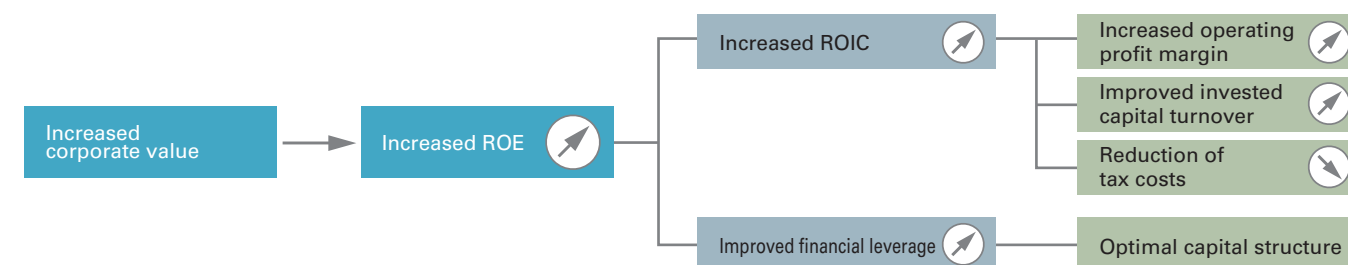 Increased
corporate value
Increased ROE
Increased ROIC
Improved financial leverage
Increased operating
profit margin
Improved invested
capital turnover
Reduction of
tax costs
Optimal capital structure